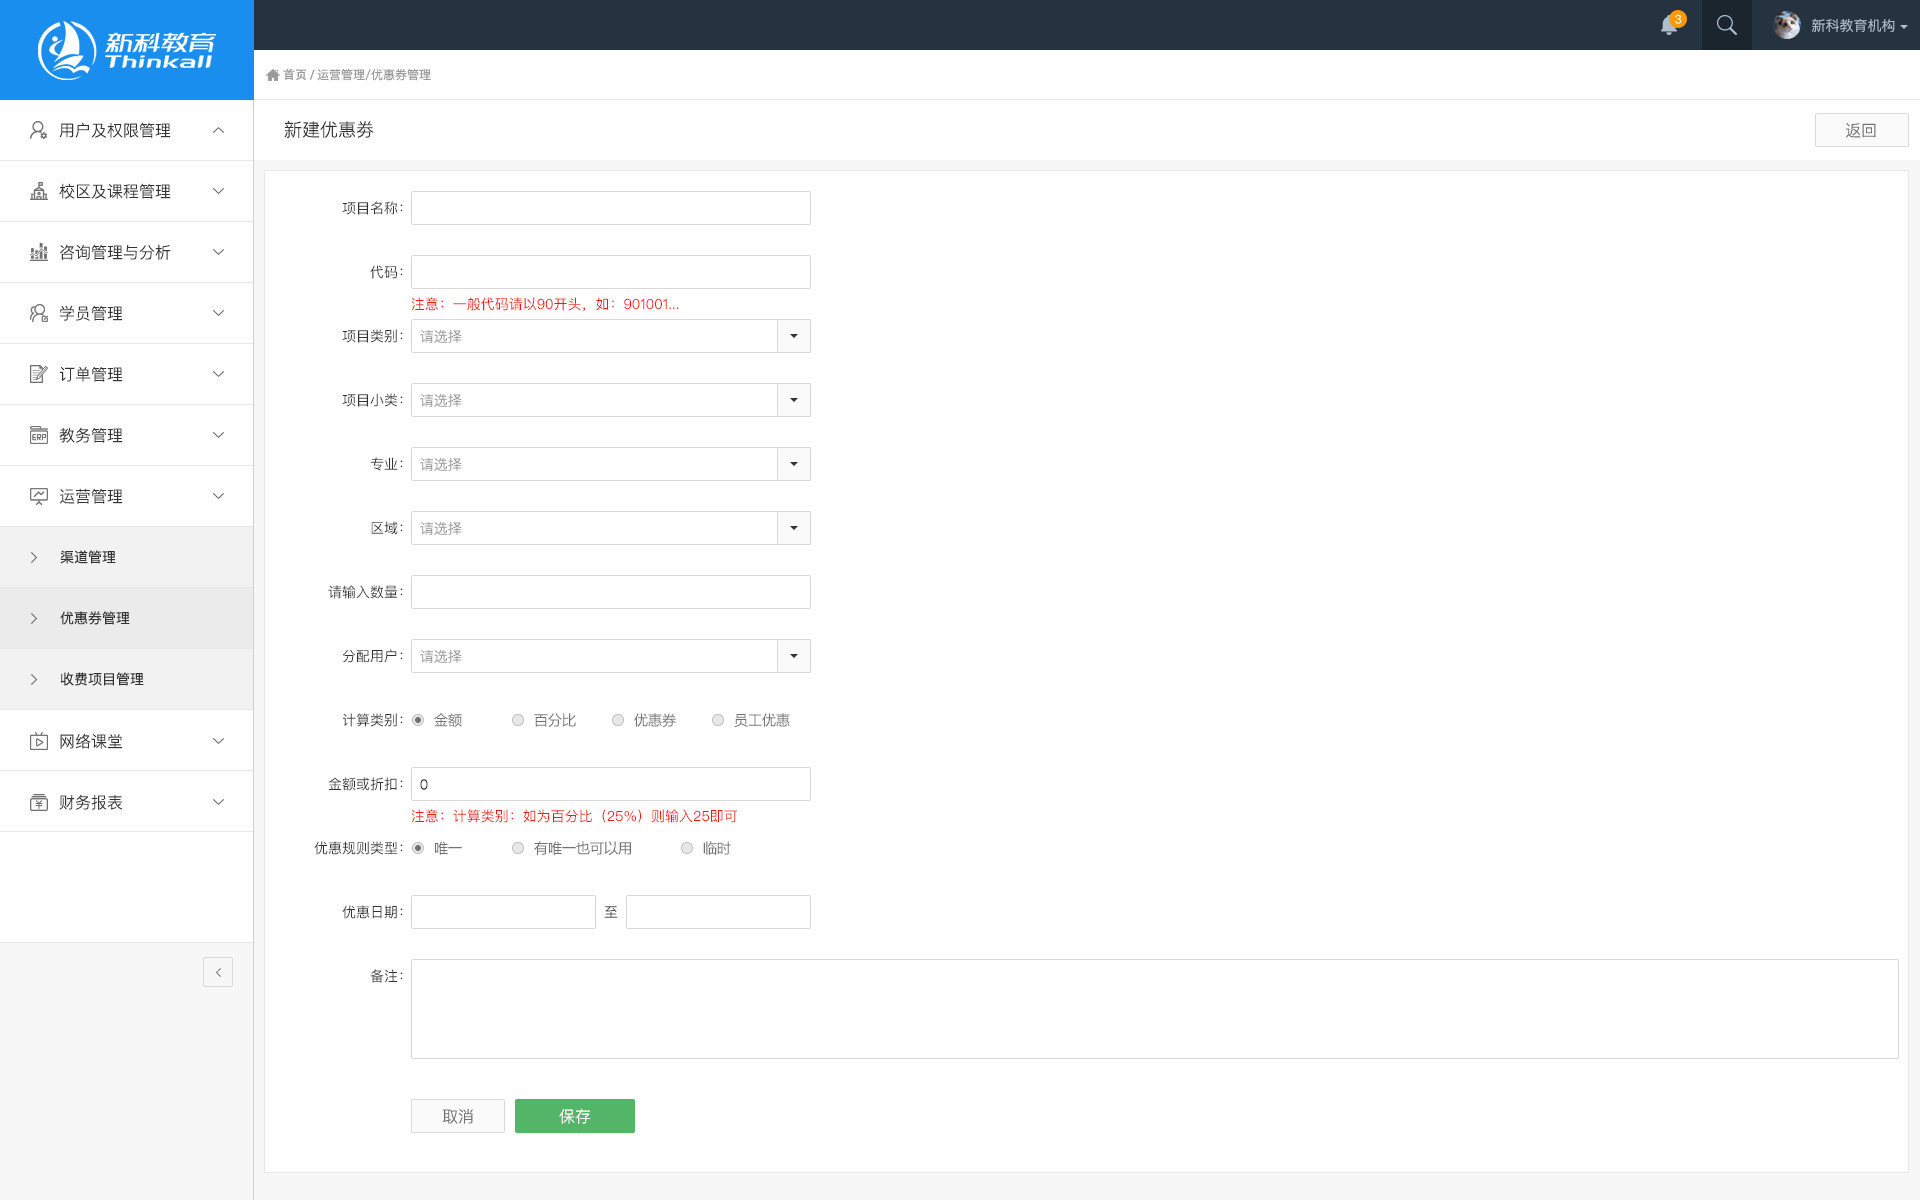 新科教育
Thinkall
3
新科教育机构
首页 / 运营管理/优惠券管理
用户及权限管理
校区及课程管理
咨询管理与分析
学员管理
订单管理
ERP
教务管理
运营管理
渠道管理
优惠券管理
收费项目管理
网络课堂
¥
财务报表
新建优惠券
返回
项目名称：
代码：
注意：一般代码请以90开头，如：901001...
项目类别：
请选择
项目小类：
请选择
专业：
请选择
区域：
请选择
请输入数量：
分配用户：
请选择
计算类别：
金额
百分比
优惠券
员工优惠
金额或折扣：
0
注意：计算类别：如为百分比（25%）则输入25即可
优惠规则类型：
唯一
有唯一也可以用
临时
优惠日期：
至
备注：
取消
保存